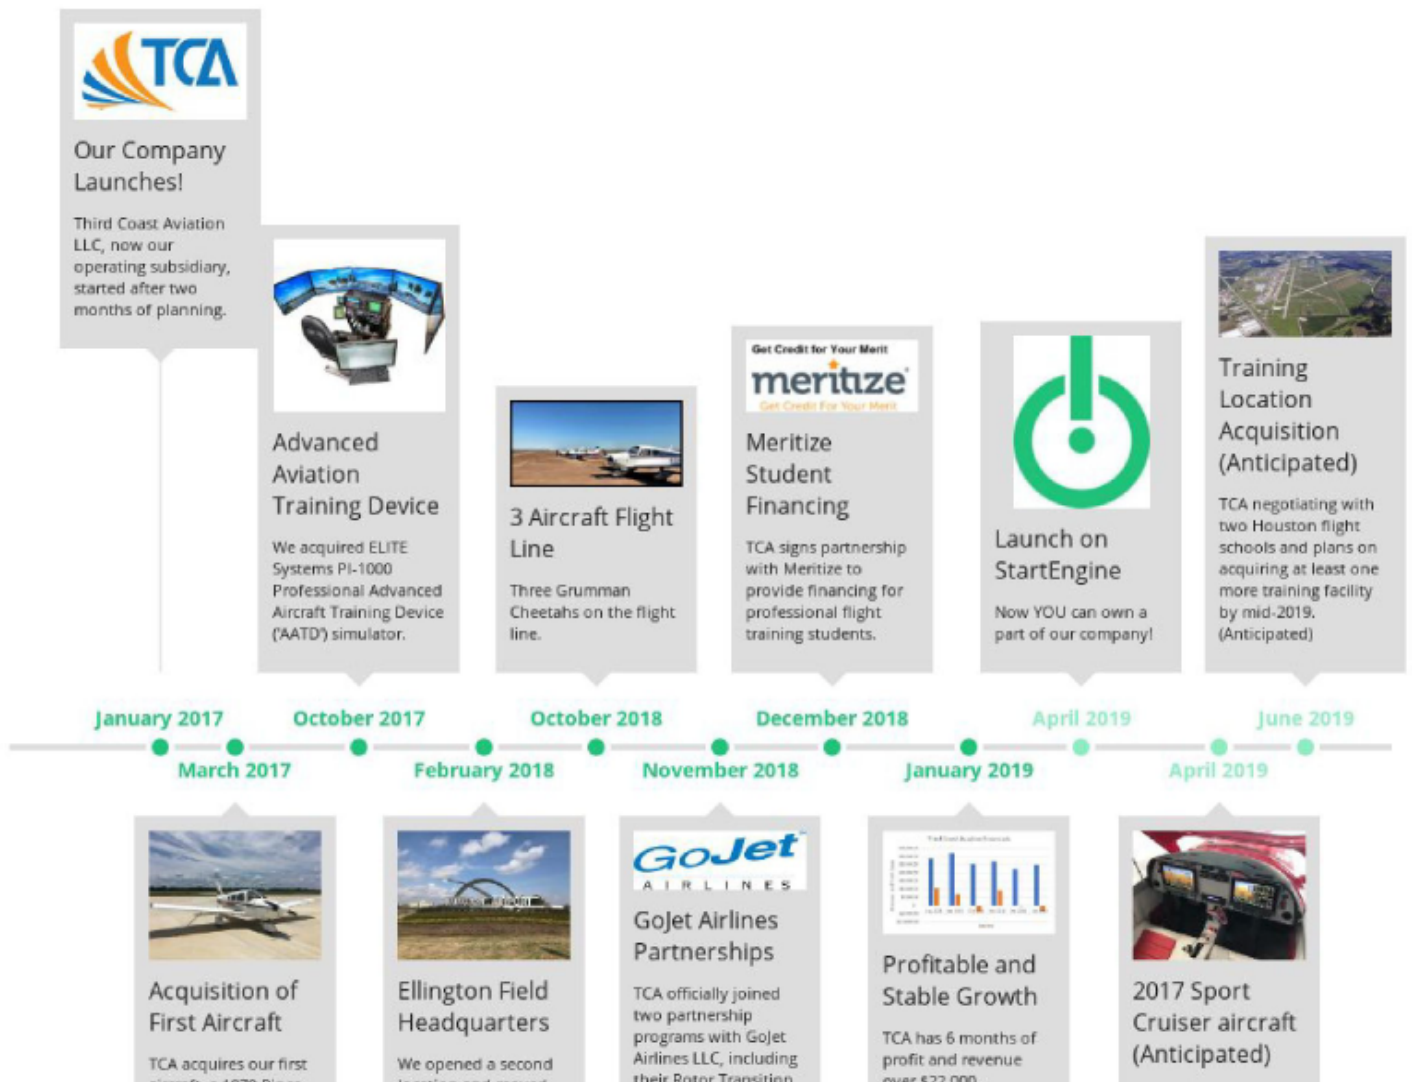 TCA
Our Company
Launches!
Third Coast Aviation
LLC, now our
operating subsidiary,
started after two
months of planning.
Advanced
Aviation
Training Device
We acquired ELITE
Systems PI-1000
Professional Advanced
Aircraft Training Device
('AATD') simulator.
3 Aircraft Flight
Line
Three Grumman
Cheetahs on the flight
line.
Get Credit for Your Merit
meritize
Get Credit For Your Merit
Meritize
Student
Financing
TCA signs partnership
with Meritize to
provide financing for
professional flight
training students.
Launch on
StartEngine
Now YOU can own a
part of our company!
Training
Location
Acquisition
(Anticipated)
TCA negotiating with
two Houston flight
schools and plans on
acquiring at least one
more training facility
by mid-2019.
(Anticipated)
January 2017
October 2017
October 2018
December 2018
April 2019
June 2019
March 2017
February 2018
November 2018
January 2019
April 2019
Acquisition of
First Aircraft
TCA acquires our first
Ellington Field
Headquarters
We opened a second
GoJet
AIRLINES
GoJet Airlines
Partnerships
TCA officially joined
two partnership
programs with GoJet
Airlines LLC, including
their Rotor Transition
Profitable and
Stable Growth
TCA has 6 months of
profit and revenue
over $22,000
2017 Sport
Cruiser aircraft
(Anticipated)